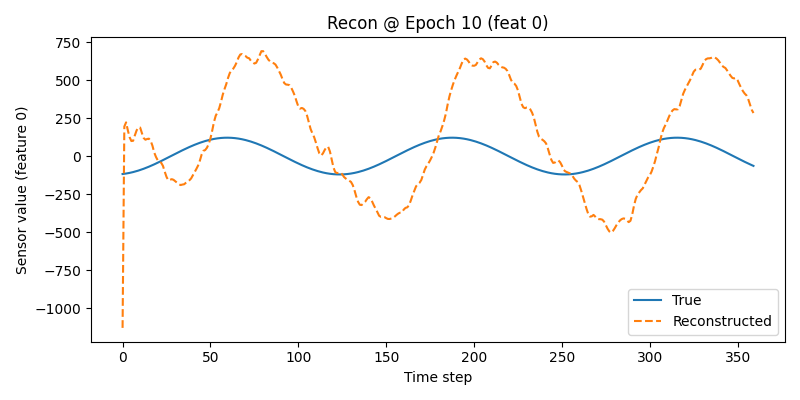 Recon @ Epoch 10 (feat 0)
Sensor value (feature 0)
750
500
250
0
−250
−500
−750
−1000
0 50 100 150 200 250 300 350
Time step
True
Reconstructed